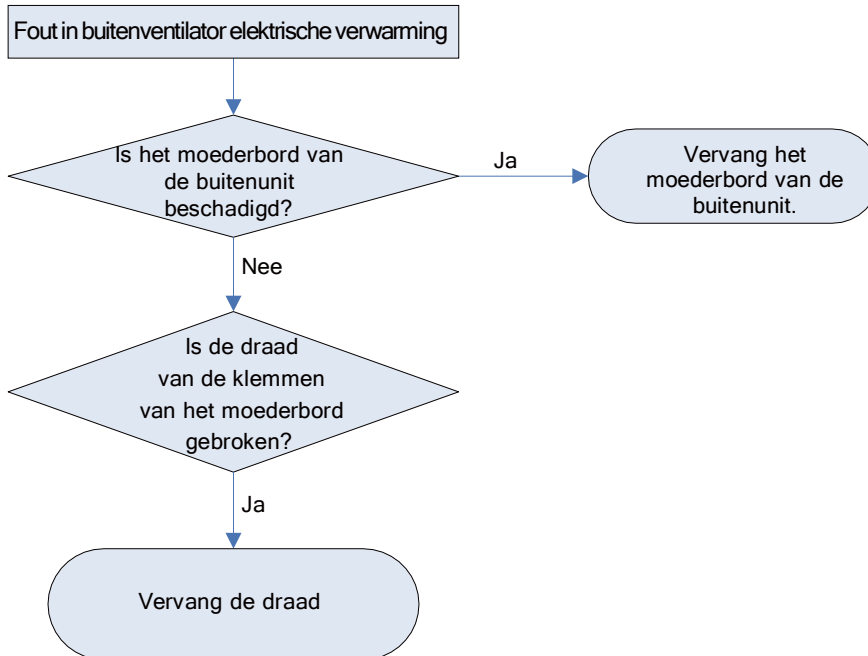 Fout in buitenventilator elektrische verwarming
Is het moederbord van
de buitenunit
beschadigd?
Ja
Vervang het
moederbord van de
buitenunit.
Nee
Is de draad
van de klemmen
van het moederbord
gebroken?
Ja
Vervang de draad